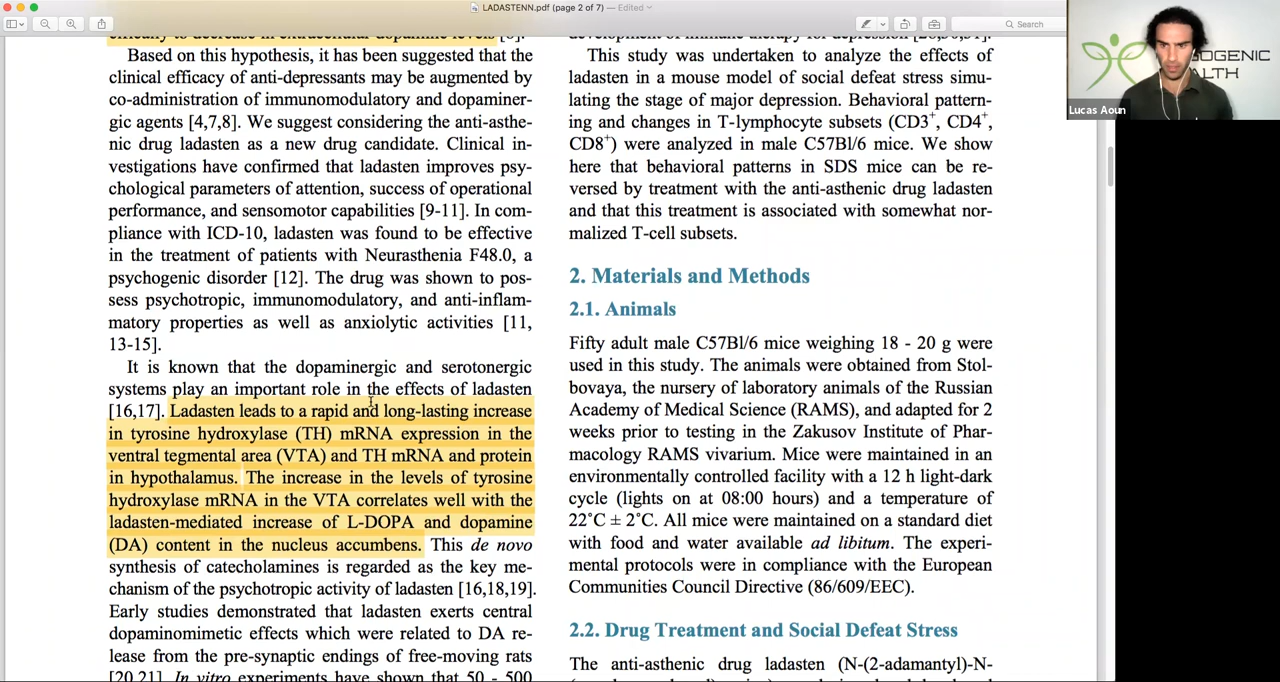 LADASTENN.pdf (page 2 of 7) — Edited
Search
OGENIC
LTH
Lucas Aoun
Based on this hypothesis, it has been suggested that the
clinical efficacy of anti-depressants may be augmented by
co-administration of immunomodulatory and dopaminer-
gic agents [4,7,8]. We suggest considering the anti-asthe-
nic drug ladasten as a new drug candidate. Clinical in-
vestigations have confirmed that ladasten improves psy-
chological parameters of attention, success of operational
performance, and sensomotor capabilities [9-11]. In com-
pliance with ICD-10, ladasten was found to be effective
in the treatment of patients with Neurasthenia F48.0, a
psychogenic disorder [12]. The drug was shown to pos-
sess psychotropic, immunomodulatory, and anti-inflam-
matory properties as well as anxiolytic activities [11,
13-15].
It is known that the dopaminergic and serotonergic
systems play an important role in the effects of ladasten
[16,17]. Ladasten leads to a rapid and long-lasting increase
in tyrosine hydroxylase (TH) mRNA expression in the
ventral tegmental area (VTA) and TH mRNA and protein
in hypothalamus. The increase in the levels of tyrosine
hydroxylase mRNA in the VTA correlates well with the
ladasten-mediated increase of L-DOPA and dopamine
(DA) content in the nucleus accumbens. This de novo
synthesis of catecholamines is regarded as the key me-
chanism of the psychotropic activity of ladasten [16,18,19].
Early studies demonstrated that ladasten exerts central
dopaminomimetic effects which were related to DA re-
lease from the pre-synaptic endings of free-moving rats
[20,21]. In vitro experiments have shown that 50 - 500
This study was undertaken to analyze the effects of
ladasten in a mouse model of social defeat stress simu-
lating the stage of major depression. Behavioral pattern-
ing and changes in T-lymphocyte subsets (CD3+, CD4+,
CD8+) were analyzed in male C57Bl/6 mice. We show
here that behavioral patterns in SDS mice can be re-
versed by treatment with the anti-asthenic drug ladasten
and that this treatment is associated with somewhat nor-
malized T-cell subsets.
2. Materials and Methods
2.1. Animals
Fifty adult male C57Bl/6 mice weighing 18 - 20 g were
used in this study. The animals were obtained from Stol-
bovaya, the nursery of laboratory animals of the Russian
Academy of Medical Science (RAMS), and adapted for 2
weeks prior to testing in the Zakusov Institute of Phar-
macology RAMS vivarium. Mice were maintained in an
environmentally controlled facility with a 12 h light-dark
cycle (lights on at 08:00 hours) and a temperature of
22˚C ± 2˚C. All mice were maintained on a standard diet
with food and water available ad libitum. The experi-
mental protocols were in compliance with the European
Communities Council Directive (86/609/EEC).
2.2. Drug Treatment and Social Defeat Stress
The anti-asthenic drug ladasten (N-(2-adamantyl)-N-